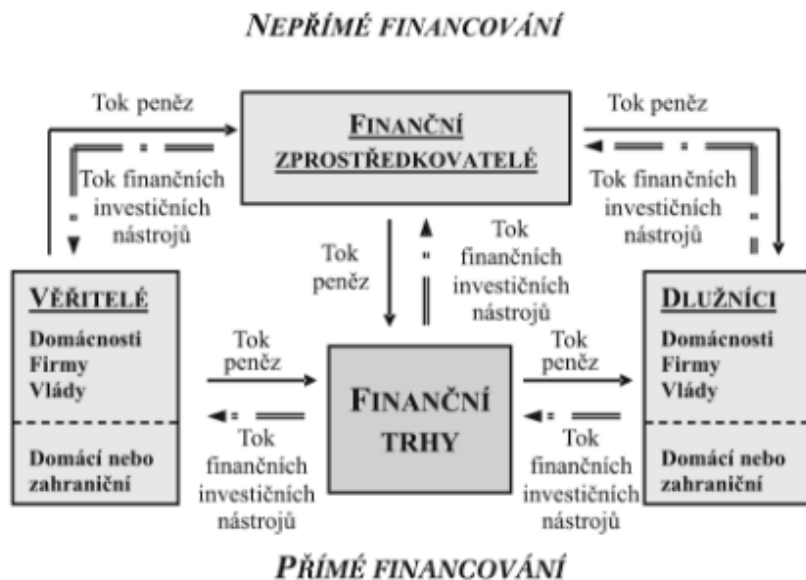 NEPŘÍMÉ FINANCOVÁNÍ
Tok peněz
FINANČNÍ
ZPROSTŘEDKOVATELÉ
Tok peněz
Tok finančních
investičních
nástrojů
Tok finančních
investičních
nástrojů
Tok
peněz
Tok
finančních
investičních
nástrojů
VĚŘITELÉ
Domácnosti
Firmy
Vlády
Domácí nebo
zahraniční
Tok
peněz
Tok
finančních
investičních
nástrojů
FINANČNÍ
TRHY
Tok
peněz
Tok
finančních
investičních
nástrojů
DLUŽNÍCI
Domácnosti
Firmy
Vlády
Domácí nebo
zahraniční
PŘÍMÉ FINANCOVÁNÍ